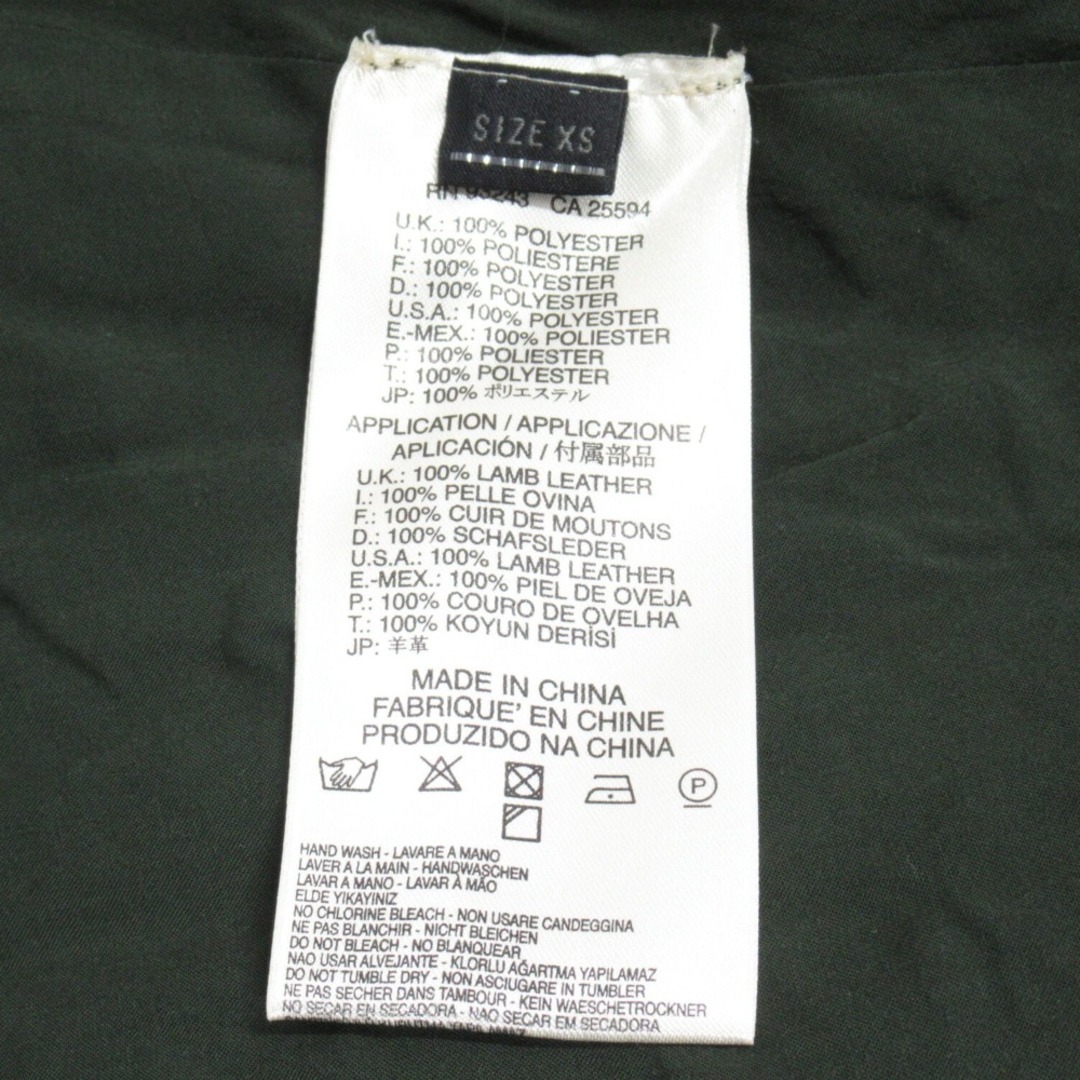 SIZE XS
RN 93243 CA 25594
U.K.: 100% POLYESTER
I.: 100% POLIESTERE
F.: 100% POLYESTER
D.: 100% POLYESTER
U.S.A.: 100% POLYESTER
E.-MEX.: 100% POLIESTER
P.: 100% POLIESTER
T.: 100% POLYESTER
JP: 100% ポリエステル
APPLICATION / APPLICAZIONE /
APLICACIÓN / 付属部品
U.K.: 100% LAMB LEATHER
I.: 100% PELLE OVINA
F.: 100% CUIR DE MOUTONS
D.: 100% SCHAFSLEDER
U.S.A.: 100% LAMB LEATHER
E.-MEX.: 100% PIEL DE OVEJA
P.: 100% COURO DE OVELHA
T.: 100% KOYUN DERİSİ
JP: 羊革
MADE IN CHINA
FABRIQUE' EN CHINE
PRODUZIDO NA CHINA
P
HAND WASH - LAVARE A MANO
LAVER A LA MAIN - HANDWASCHEN
LAVAR A MANO - LAVAR À MÃO
ELDE YIKAYINIZ
NO CHLORINE BLEACH - NON USARE CANDEGGINA
NE PAS BLANCHIR - NICHT BLEICHEN
DO NOT BLEACH - NO BLANQUEAR
NAO USAR ALVEJANTE - KLORLU AĞARTMA YAPILAMAZ
DO NOT TUMBLE DRY - NON ASCIUGARE IN TUMBLER
NE PAS SECHER DANS TAMBOUR - KEIN WAESCHETROCKNER
NO SECAR EN SECADORA - NAO SECAR EM SECADORA